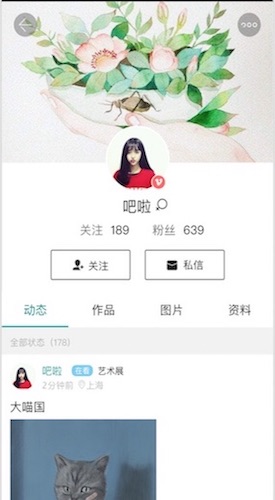 吧啦
关注 189 粉丝 639
关注 私信
动态 作品 图片 资料
全部状态（178）
吧啦 在看 艺术展
2分钟前 上海
大喵国